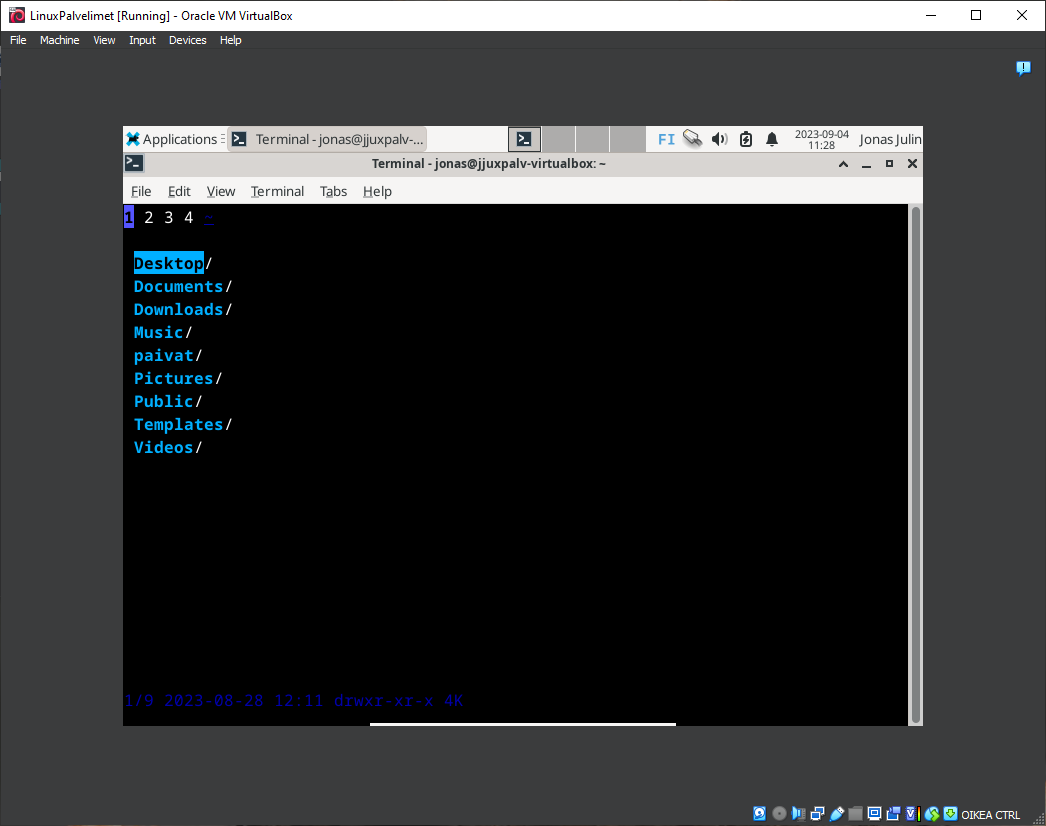 LinuxPalvelimet [Running] - Oracle VM VirtualBox
File Machine View Input Devices Help
Applications Terminal - jonas@jjuxpalv-... FI 2023-09-04 11:28 Jonas Julin
Terminal - jonas@jjuxpalv-virtualbox: ~
File Edit View Terminal Tabs Help
1 2 3 4 ~
Desktop/
Documents/
Downloads/
Music/
paivat/
Pictures/
Public/
Templates/
Videos/
1/9 2023-08-28 12:11 drwxr-xr-x 4K
OIKEA CTRL